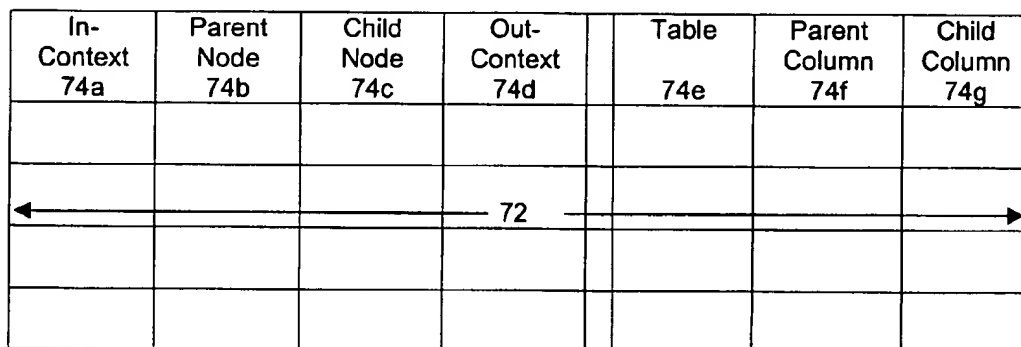 In- Parent Child Out- Table Parent Child
Context Node Node Context Column Column
74a 74b 74c 74d 74e 74f 74g
72